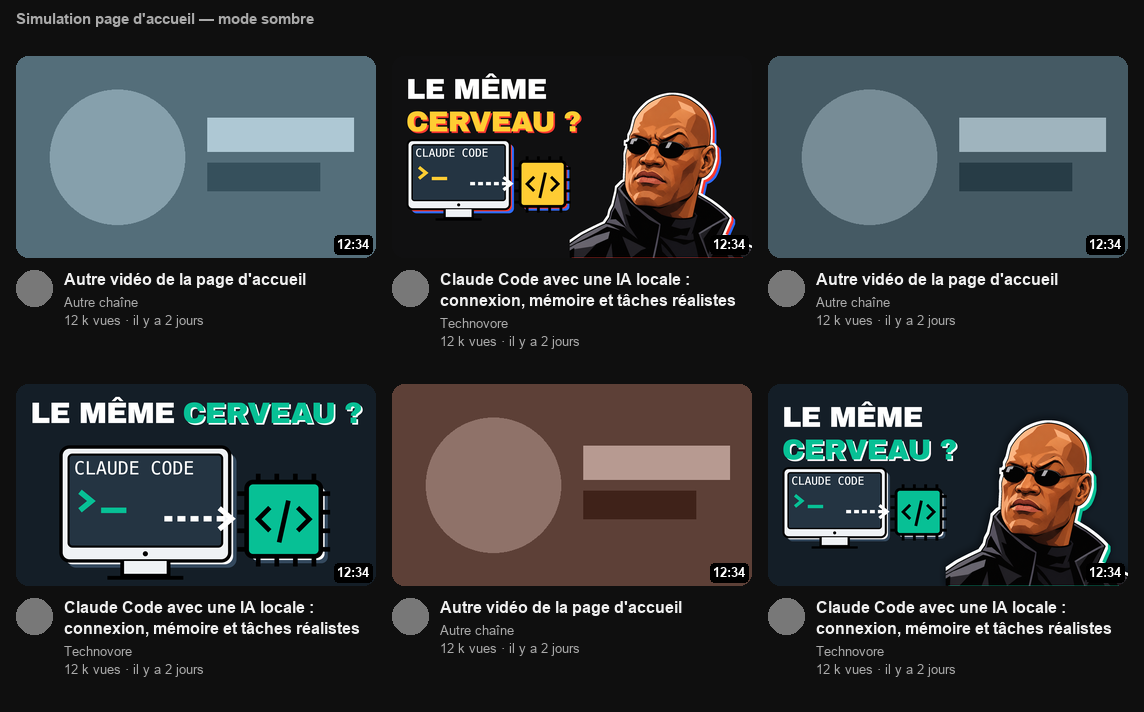 Simulation page d'accueil — mode sombre
12:34
Autre vidéo de la page d'accueil
Autre chaîne
12 k vues · il y a 2 jours
LE MÊME
CERVEAU ?
CLAUDE CODE
>_
</>
12:34
Claude Code avec une IA locale :
connexion, mémoire et tâches réalistes
Technovore
12 k vues · il y a 2 jours
12:34
Autre vidéo de la page d'accueil
Autre chaîne
12 k vues · il y a 2 jours
LE MÊME CERVEAU ?
CLAUDE CODE
>_
</>
12:34
Claude Code avec une IA locale :
connexion, mémoire et tâches réalistes
Technovore
12 k vues · il y a 2 jours
12:34
Autre vidéo de la page d'accueil
Autre chaîne
12 k vues · il y a 2 jours
LE MÊME
CERVEAU ?
CLAUDE CODE
>_
</>
12:34
Claude Code avec une IA locale :
connexion, mémoire et tâches réalistes
Technovore
12 k vues · il y a 2 jours